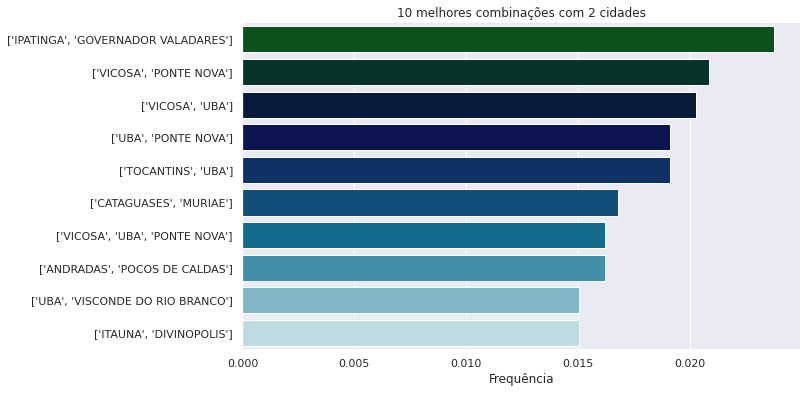 10 melhores combinações com 2 cidades
['IPATINGA', 'GOVERNADOR VALADARES']
['VICOSA', 'PONTE NOVA']
['VICOSA', 'UBA']
['UBA', 'PONTE NOVA']
['TOCANTINS', 'UBA']
['CATAGUASES', 'MURIAE']
['VICOSA', 'UBA', 'PONTE NOVA']
['ANDRADAS', 'POCOS DE CALDAS']
['UBA', 'VISCONDE DO RIO BRANCO']
['ITAUNA', 'DIVINOPOLIS']
0.000 0.005 0.010 0.015 0.020
Frequência